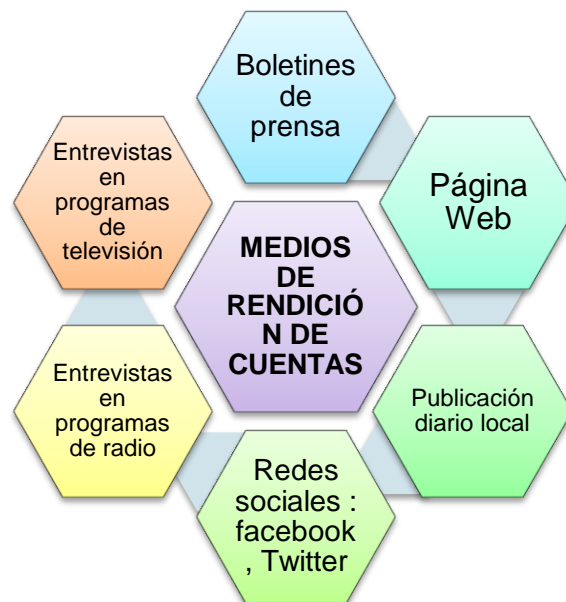 Boletines
de
prensa
Página
Web
Publicación
diario local
Redes
sociales :
facebook
, Twitter
Entrevistas
en
programas
de radio
Entrevistas
en
programas
de
televisión
MEDIOS
DE
RENDICIÓ
N DE
CUENTAS